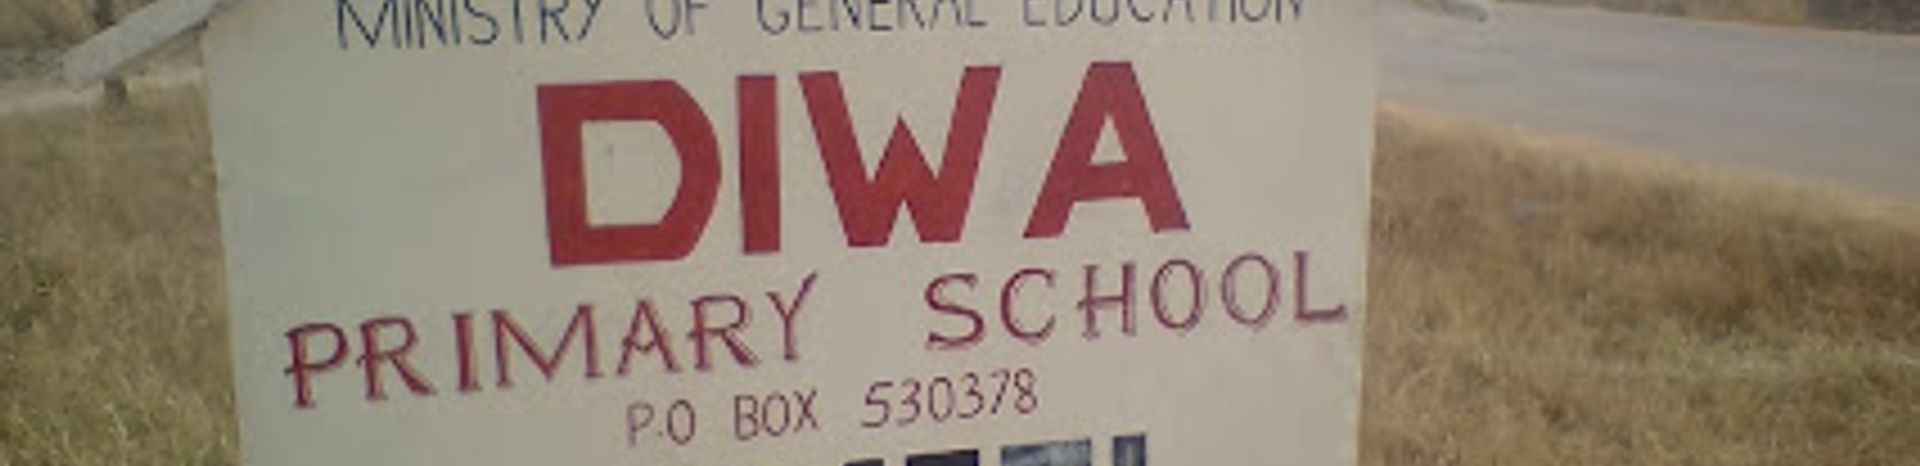 MINISTRY OF GENERAL EDUCATION
DIWA
PRIMARY SCHOOL
P.O BOX 530378